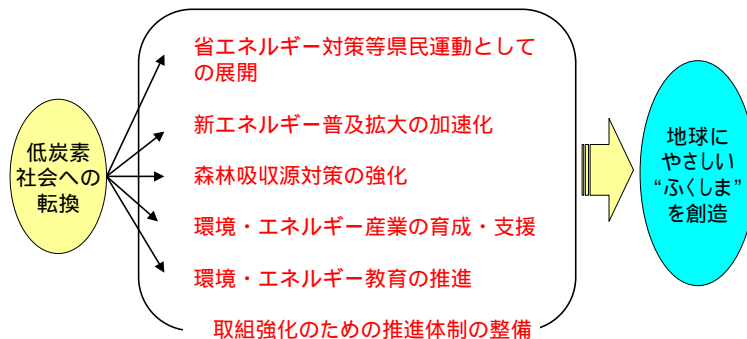 低炭素
社会への
転換
省エネルギー対策等県民運動として
の展開
新エネルギー普及拡大の加速化
森林吸収源対策の強化
環境・エネルギー産業の育成・支援
環境・エネルギー教育の推進
取組強化のための推進体制の整備
地球に
やさしい
“ふくしま”
を創造